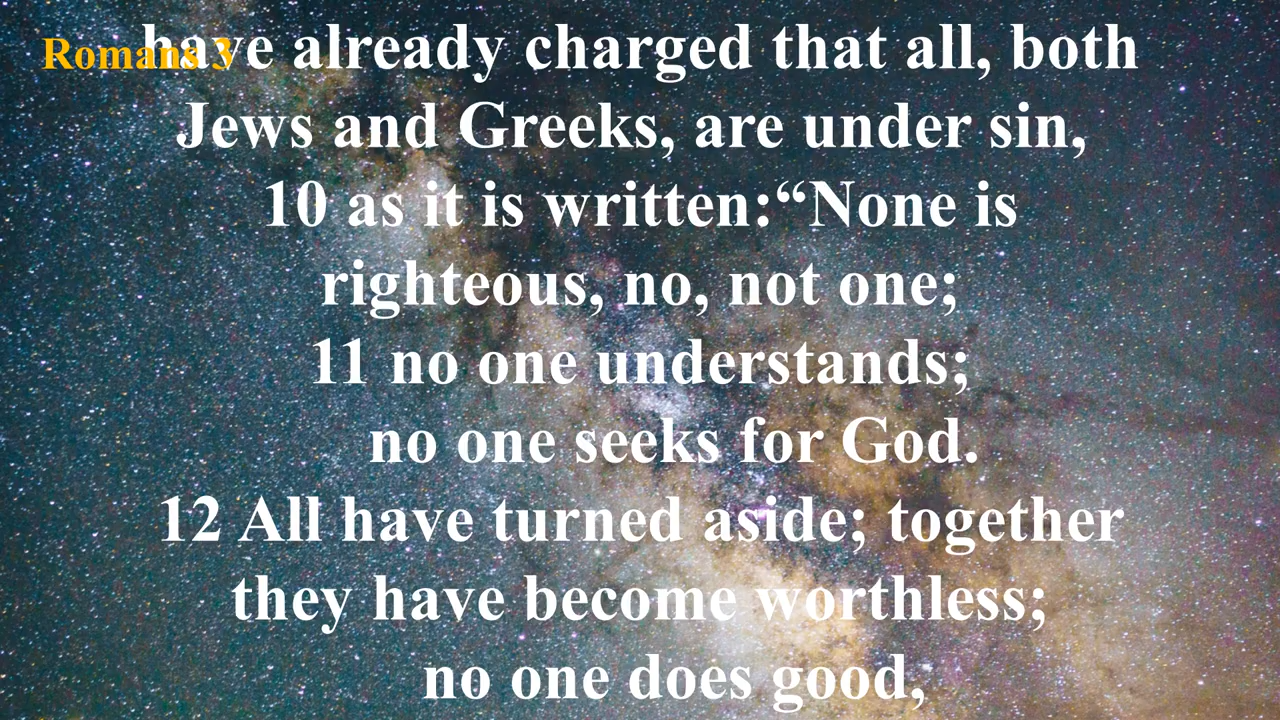 Romans 3
have already charged that all, both
Jews and Greeks, are under sin,
10 as it is written:“None is
righteous, no, not one;
11 no one understands;
no one seeks for God.
12 All have turned aside; together
they have become worthless;
no one does good,